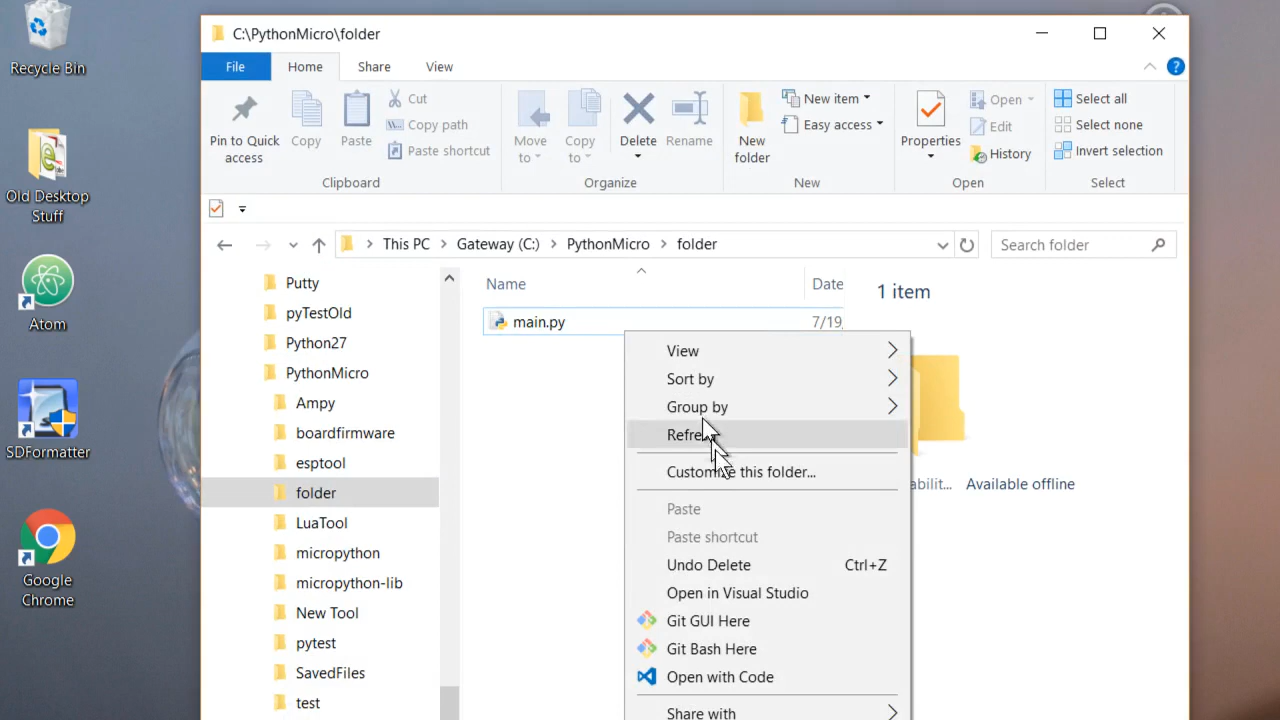 Recycle Bin
Old Desktop
Stuff
Atom
SDFormatter
Google
Chrome
C:\PythonMicro\folder
File
Home
Share
View
Pin to Quick
access
Copy
Paste
Cut
Copy path
Paste shortcut
Clipboard
Move
to
Copy
to
Delete
Rename
Organize
New
folder
New item
Easy access
New
Properties
Open
Edit
History
Open
Select all
Select none
Invert selection
Select
This PC
Gateway (C:)
PythonMicro
folder
Search folder
Putty
pyTestOld
Python27
PythonMicro
Ampy
boardfirmware
esptool
folder
LuaTool
micropython
micropython-lib
New Tool
pytest
SavedFiles
test
Name
Date
main.py
7/19
1 item
Available offline
View
Sort by
Group by
Customize this folder...
Paste
Paste shortcut
Undo Delete Ctrl+Z
Open in Visual Studio
Git GUI Here
Git Bash Here
Open with Code
Share with